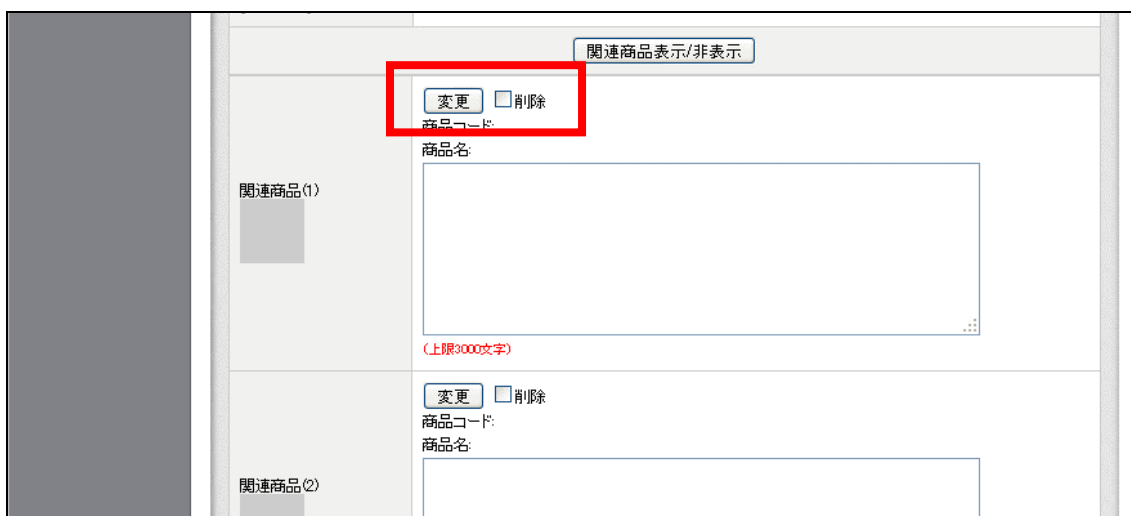 関連商品表示/非表示
変更 削除
商品コード:
商品名:
関連商品(1)
(上限3000文字)
変更 削除
商品コード:
商品名:
関連商品(2)